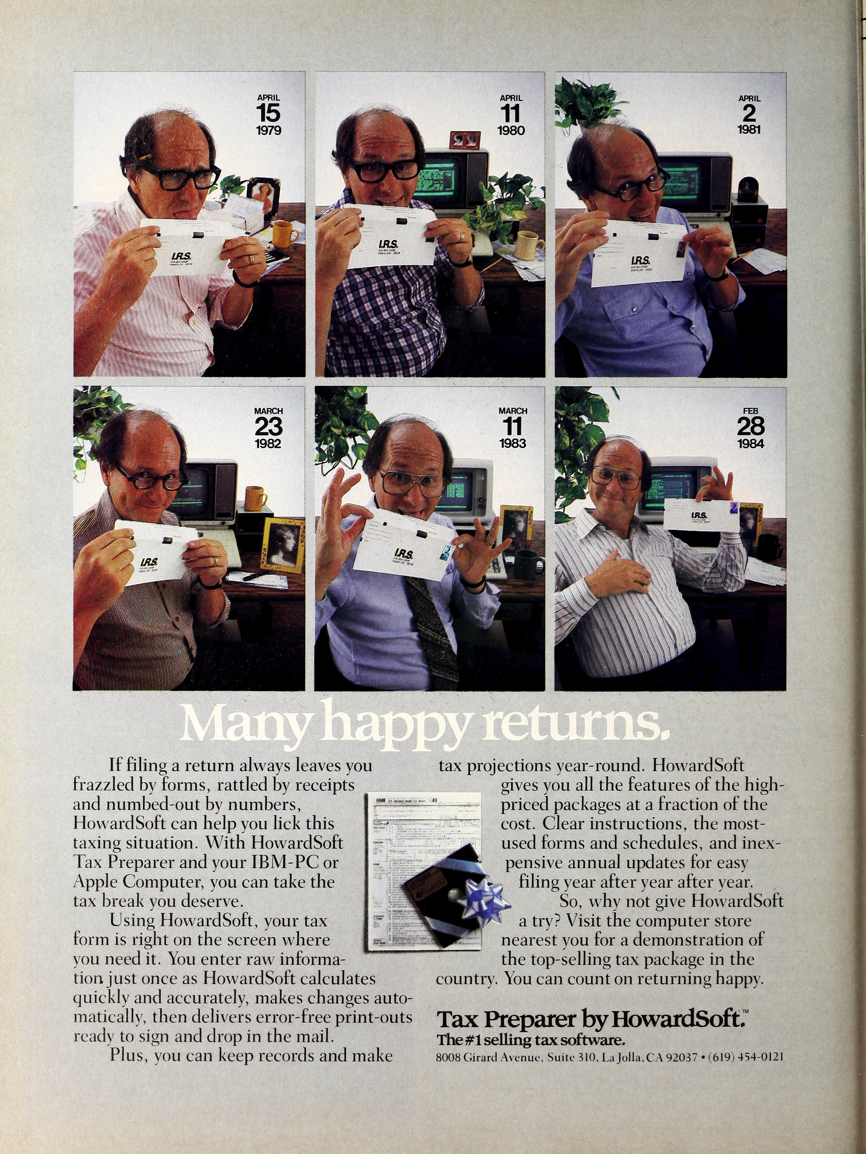 APRIL
15
1979
APRIL
11
1980
APRIL
2
1981
I.R.S.
I.R.S.
I.R.S.
MARCH
23
1982
MARCH
11
1983
FEB
28
1984
I.R.S.
I.R.S.
I.R.S.
Many happy returns.
If filing a return always leaves you
frazzled by forms, rattled by receipts
and numbed-out by numbers,
HowardSoft can help you lick this
taxing situation. With HowardSoft
Tax Preparer and your IBM-PC or
Apple Computer, you can take the
tax break you deserve.
Using HowardSoft, your tax
form is right on the screen where
you need it. You enter raw informa-
tion just once as HowardSoft calculates
quickly and accurately, makes changes auto-
matically, then delivers error-free print-outs
ready to sign and drop in the mail.
Plus, you can keep records and make
tax projections year-round. HowardSoft
gives you all the features of the high-
priced packages at a fraction of the
cost. Clear instructions, the most-
used forms and schedules, and inex-
pensive annual updates for easy
filing year after year after year.
So, why not give HowardSoft
a try? Visit the computer store
nearest you for a demonstration of
the top-selling tax package in the
country. You can count on returning happy.
Tax Preparer by HowardSoft.™
The #1 selling tax software.
8008 Girard Avenue, Suite 310, La Jolla, CA 92037 • (619) 454-0121